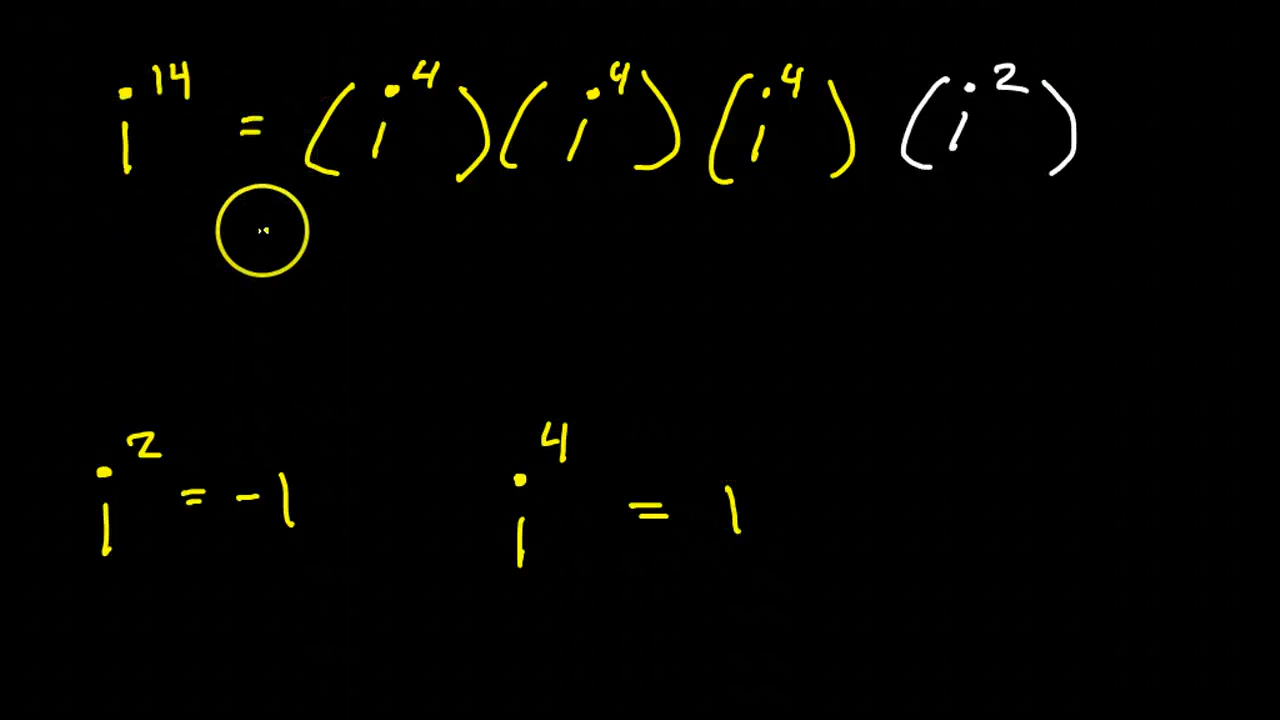 i^14 = (i^4)(i^4)(i^4)(i^2)
i^2 = -1 i^4 = 1